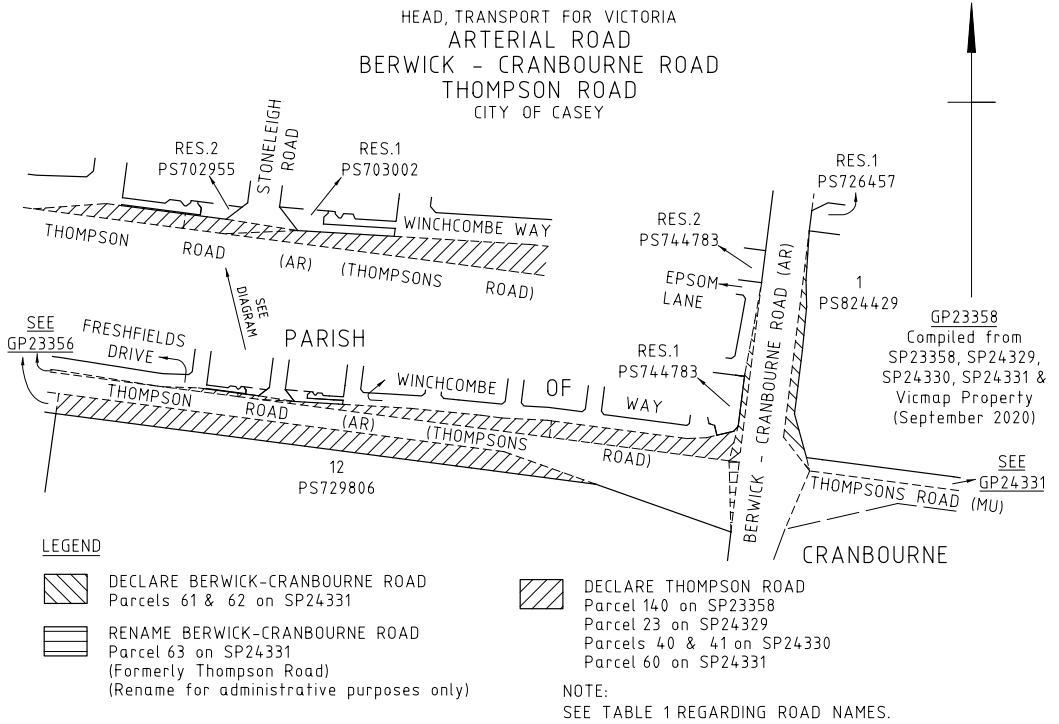 HEAD, TRANSPORT FOR VICTORIA
ARTERIAL ROAD
BERWICK - CRANBOURNE ROAD
THOMPSON ROAD
CITY OF CASEY
RES.2
PS702955
STONELEIGH
ROAD
RES.1
PS703002
WINCHCOMBE WAY
THOMPSON ROAD (AR) (THOMPSONS ROAD)
SEE
DIAGRAM
RES.1
PS726457
RES.2
PS744783
EPSOM
LANE
1
PS824429
BERWICK - CRANBOURNE ROAD (AR)
RES.1
PS744783
GP23358
Compiled from
SP23358, SP24329,
SP24330, SP24331 &
Vicmap Property
(September 2020)
SEE
GP23356
FRESHFIELDS
DRIVE
PARISH
OF
WINCHCOMBE WAY
THOMPSON ROAD (AR) (THOMPSONS ROAD)
12
PS729806
SEE
GP24331
THOMPSONS ROAD (MU)
CRANBOURNE
LEGEND
DECLARE BERWICK-CRANBOURNE ROAD
Parcels 61 & 62 on SP24331
RENAME BERWICK-CRANBOURNE ROAD
Parcel 63 on SP24331
(Formerly Thompson Road)
(Rename for administrative purposes only)
DECLARE THOMPSON ROAD
Parcel 140 on SP23358
Parcel 23 on SP24329
Parcels 40 & 41 on SP24330
Parcel 60 on SP24331
NOTE:
SEE TABLE 1 REGARDING ROAD NAMES.